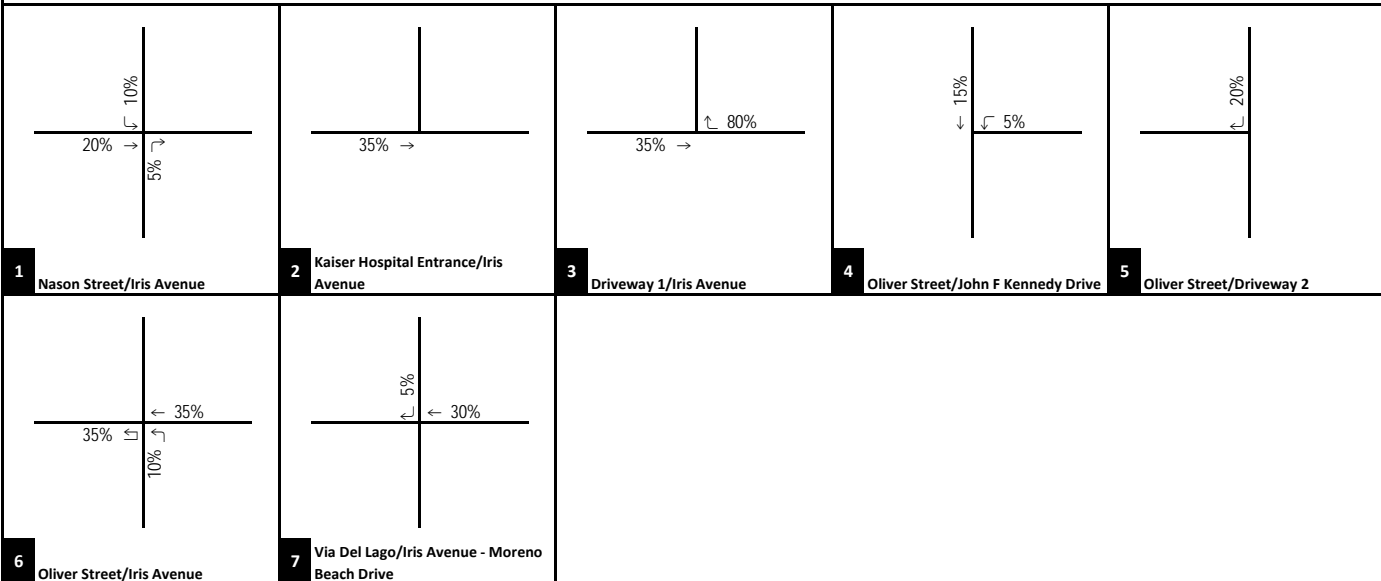 10%
20% →
5%
1 Nason Street/Iris Avenue
35% →
2 Kaiser Hospital Entrance/Iris
Avenue
80%
35% →
3 Driveway 1/Iris Avenue
15%
↓ 5%
4 Oliver Street/John F Kennedy Drive
20%
5 Oliver Street/Driveway 2
← 35%
35%
10%
6 Oliver Street/Iris Avenue
5%
← 30%
7 Via Del Lago/Iris Avenue - Moreno
Beach Drive